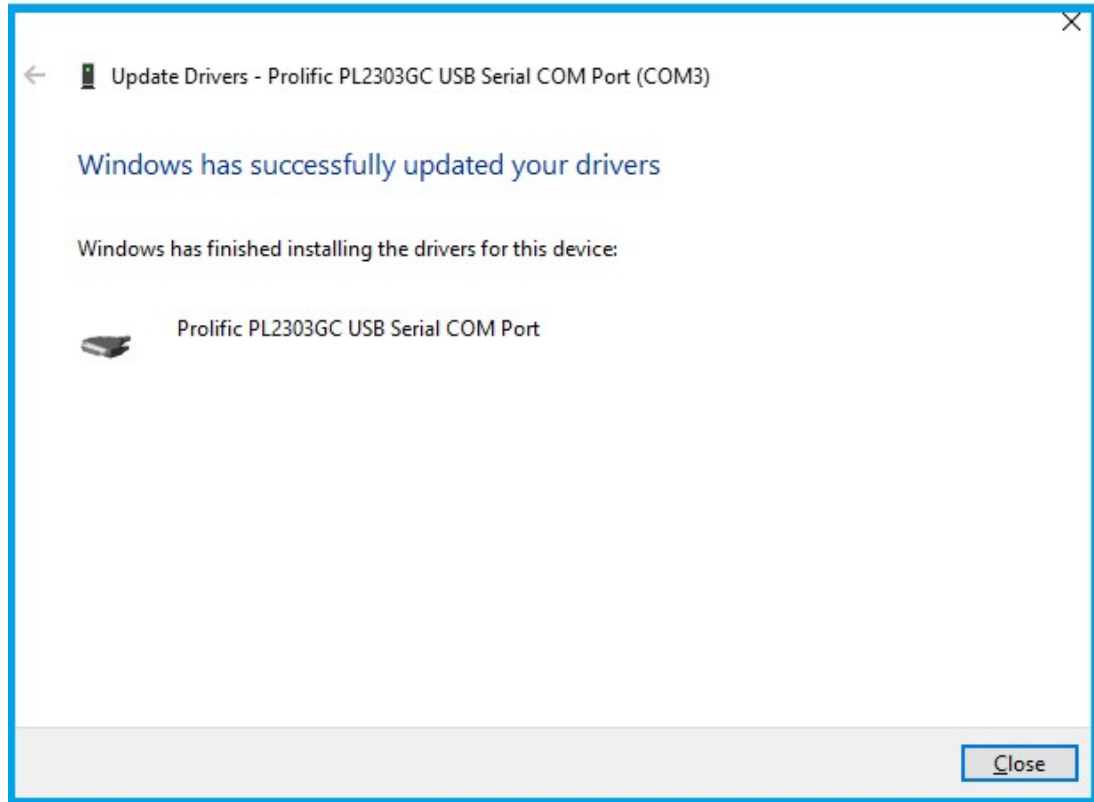 Update Drivers - Prolific PL2303GC USB Serial COM Port (COM3)
Windows has successfully updated your drivers
Windows has finished installing the drivers for this device:
Prolific PL2303GC USB Serial COM Port
Close